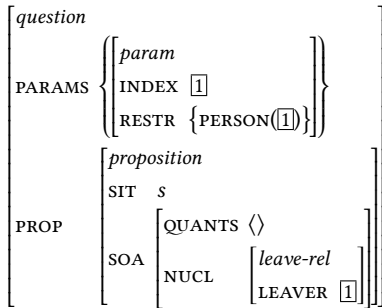 question
PARAMS {[param
INDEX 1
RESTR {PERSON(1)}]}
PROP [proposition
SIT s
SOA [QUANTS ⟨⟩
NUCL [leave-rel
LEAVER 1]]]